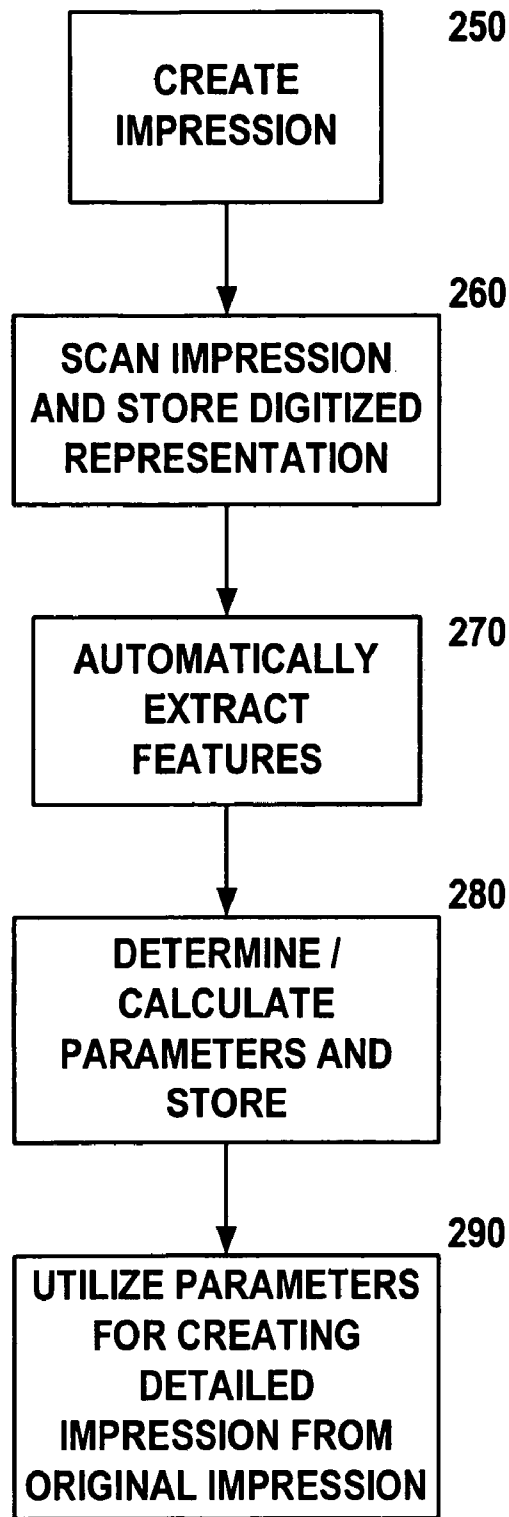 250
CREATE
IMPRESSION
260
SCAN IMPRESSION
AND STORE DIGITIZED
REPRESENTATION
270
AUTOMATICALLY
EXTRACT
FEATURES
280
DETERMINE /
CALCULATE
PARAMETERS AND
STORE
290
UTILIZE PARAMETERS
FOR CREATING
DETAILED
IMPRESSION FROM
ORIGINAL IMPRESSION